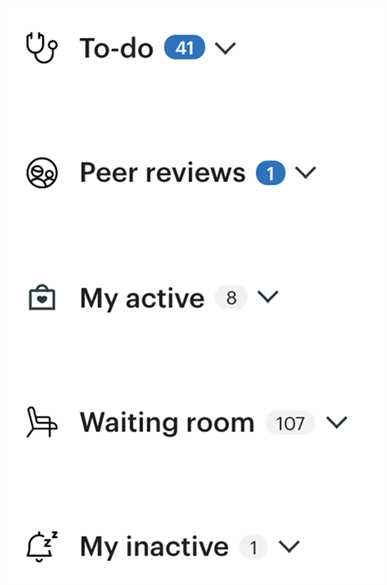 To-do 41
Peer reviews 1
My active 8
Waiting room 107
My inactive 1